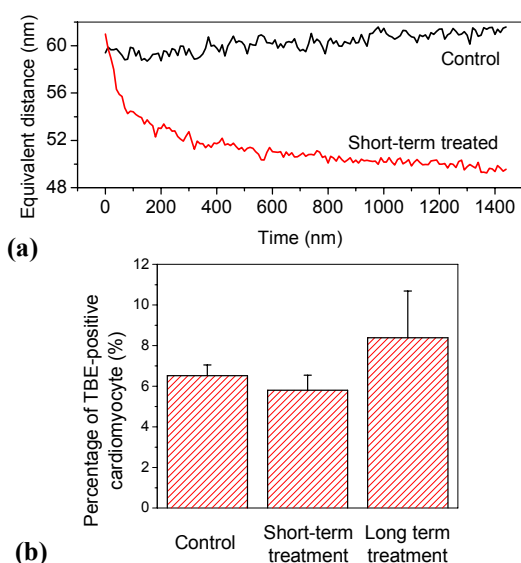 Equivalent distance (nm)
60
56
52
48
Control
Short-term treated
0 200 400 600 800 1000 1200 1400
Time (nm)
(a)
Percentage of TBE-positive
cardiomyocyte (%)
12
10
8
6
4
2
0
Control
Short-term
treatment
Long term
treatment
(b)